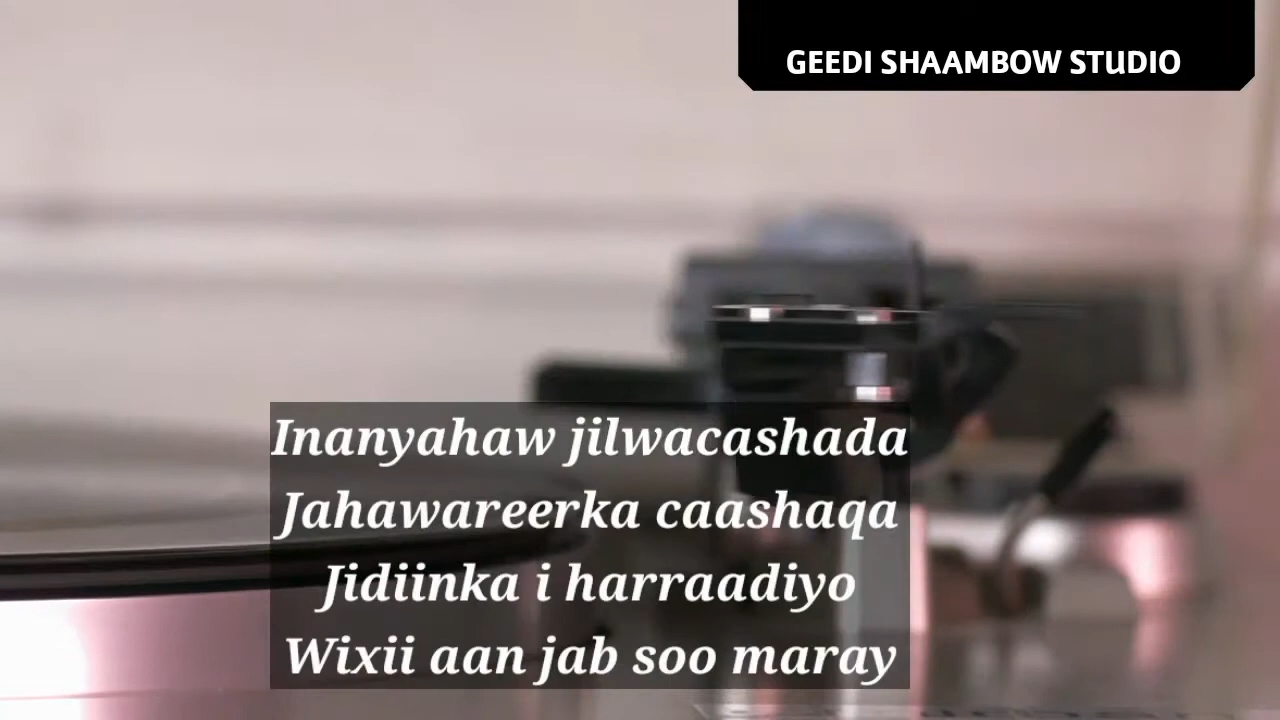 GEEDI SHAAMBOW STUDIO
Inanyahaw jilwacashada
Jahawareerka caashaqa
Jidiinka i harraadiyo
Wixii aan jab soo maray